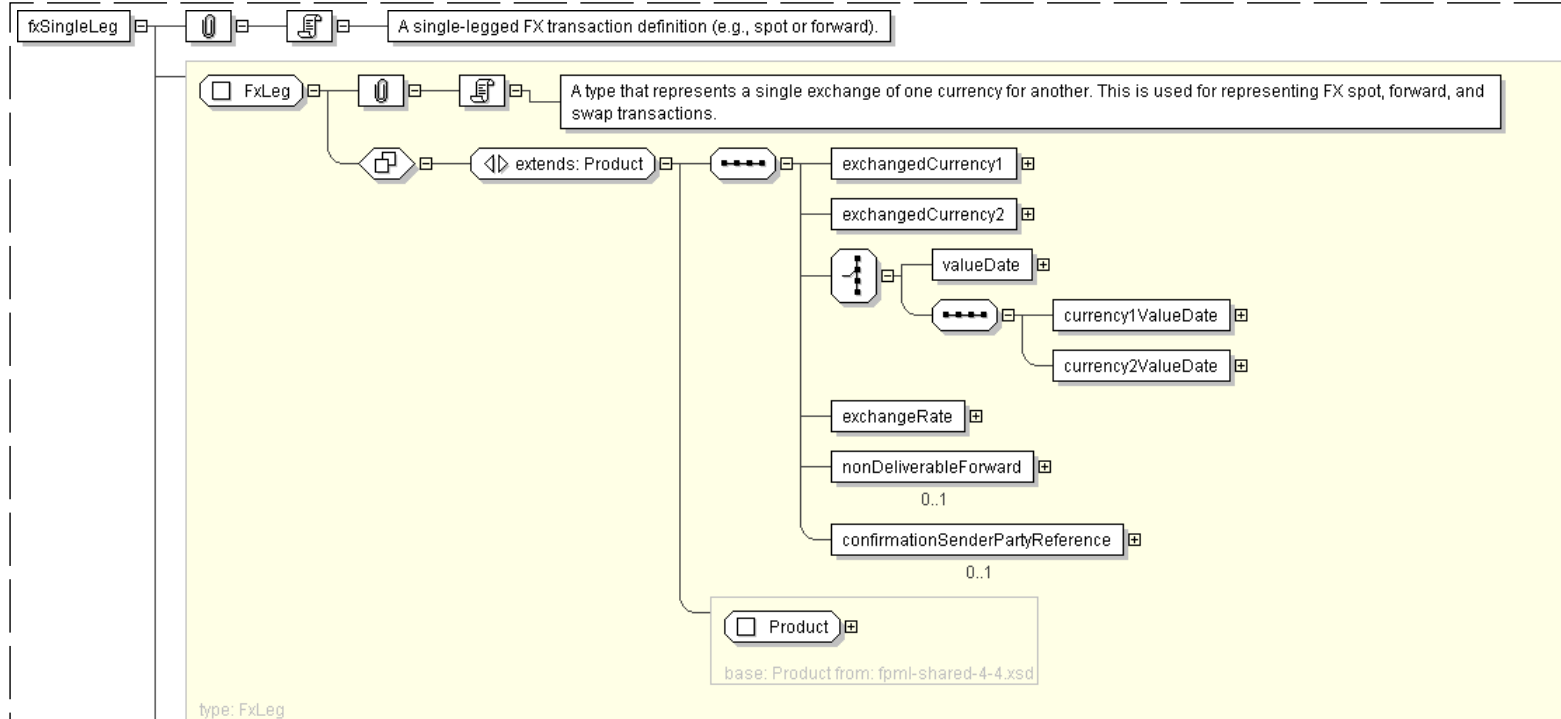 fxSingleLeg
A single-legged FX transaction definition (e.g., spot or forward).
FxLeg
A type that represents a single exchange of one currency for another. This is used for representing FX spot, forward, and
swap transactions.
extends: Product
exchangedCurrency1
exchangedCurrency2
valueDate
currency1ValueDate
currency2ValueDate
exchangeRate
nonDeliverableForward
0..1
confirmationSenderPartyReference
0..1
Product
base: Product from: fpml-shared-4-4.xsd
type: FxLeg